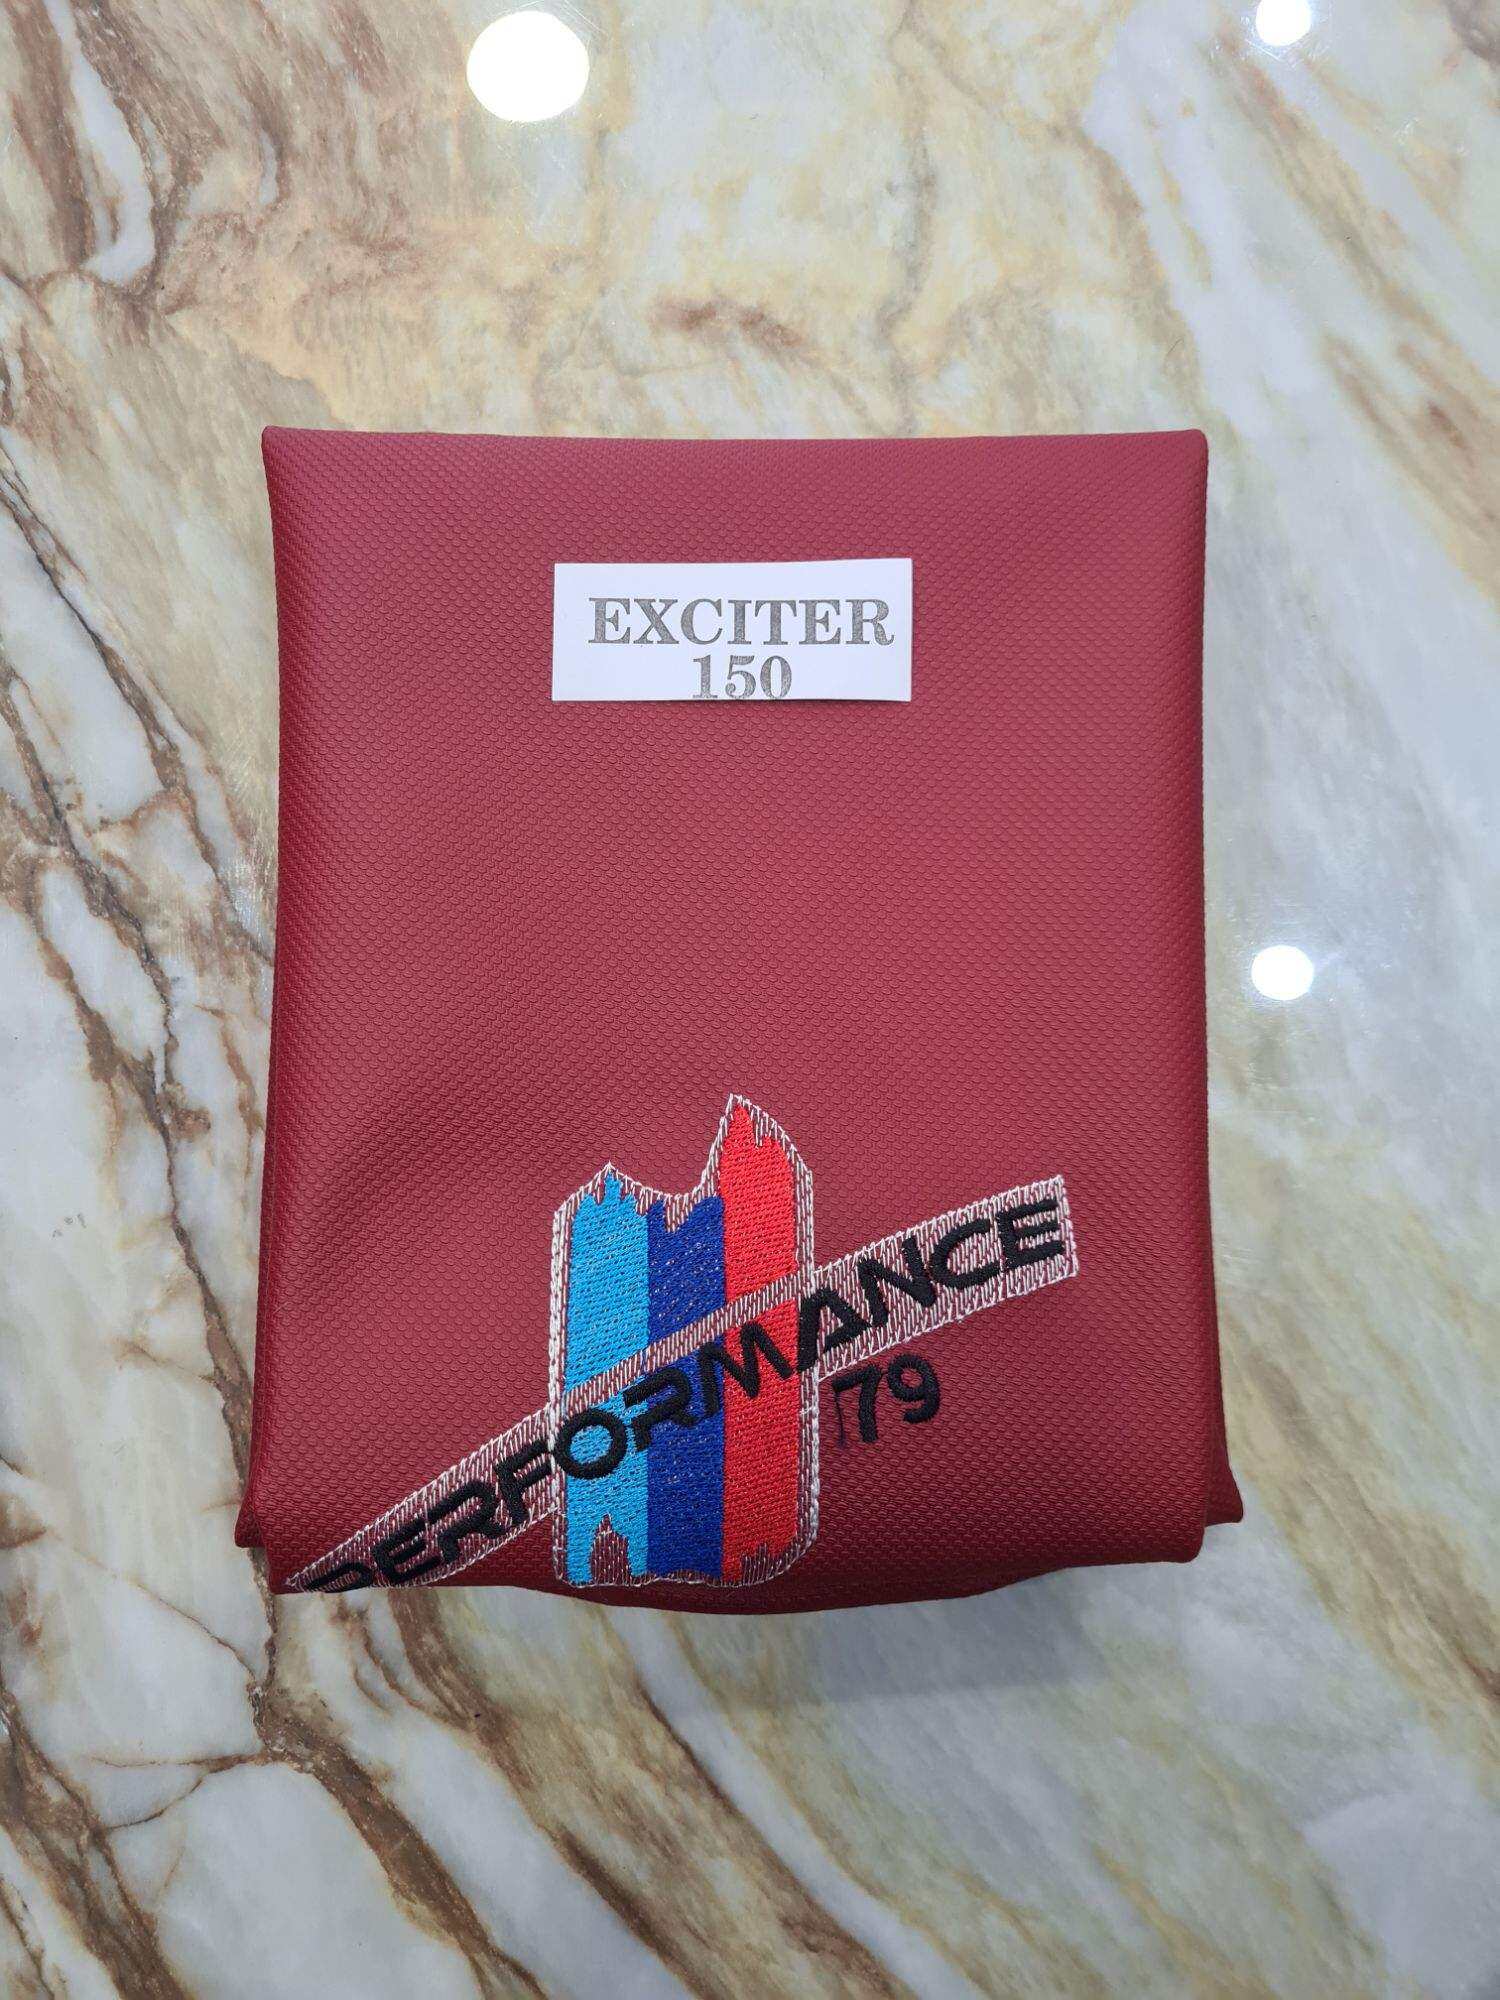 EXCITER
150
PERFORMANCE
79